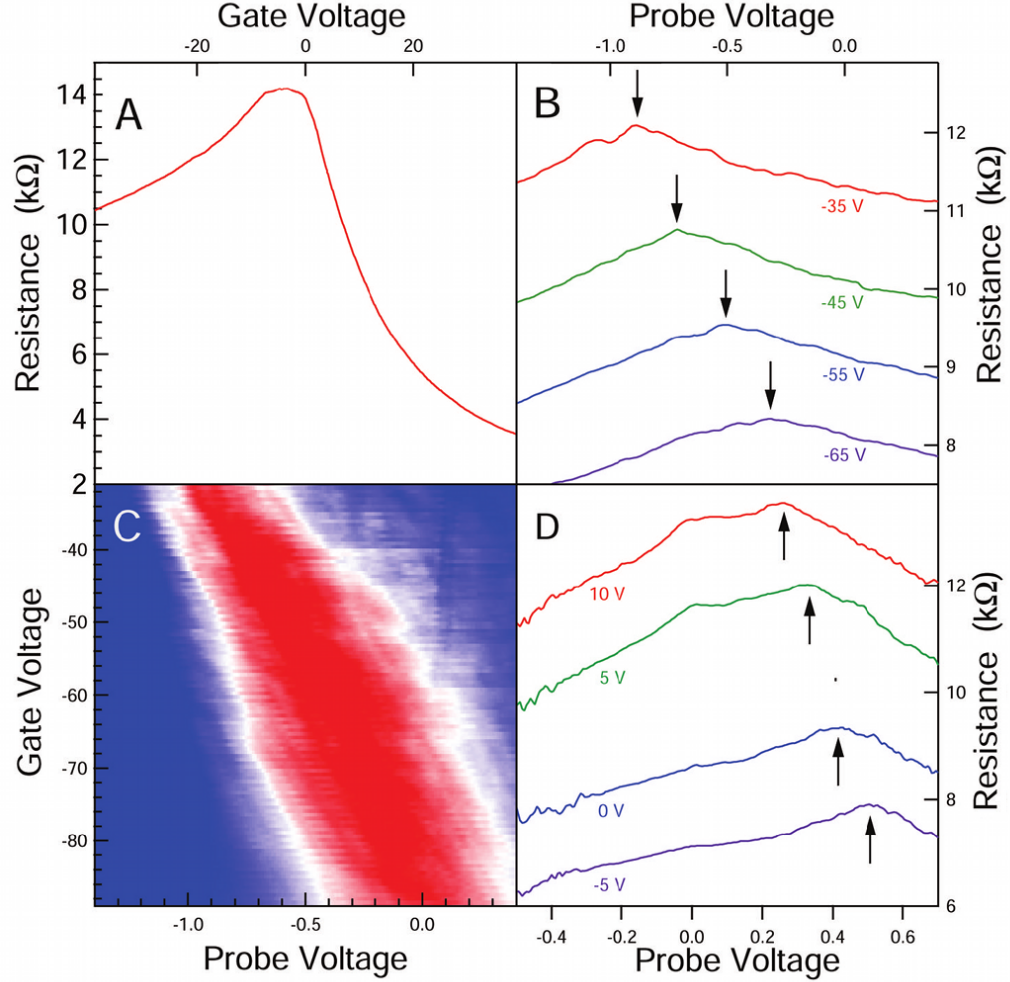 Gate Voltage
-20 0 20
Probe Voltage
-1.0 -0.5 0.0
A
14
12
10
8
6
4
2
Resistance (kΩ)
B
-35 V
-45 V
-55 V
-65 V
12
11
10
9
8
Resistance (kΩ)
C
-40
-50
-60
-70
-80
Gate Voltage
-1.0 -0.5 0.0
Probe Voltage
D
10 V
5 V
0 V
-5 V
12
10
8
6
Resistance (kΩ)
-0.4 -0.2 0.0 0.2 0.4 0.6
Probe Voltage